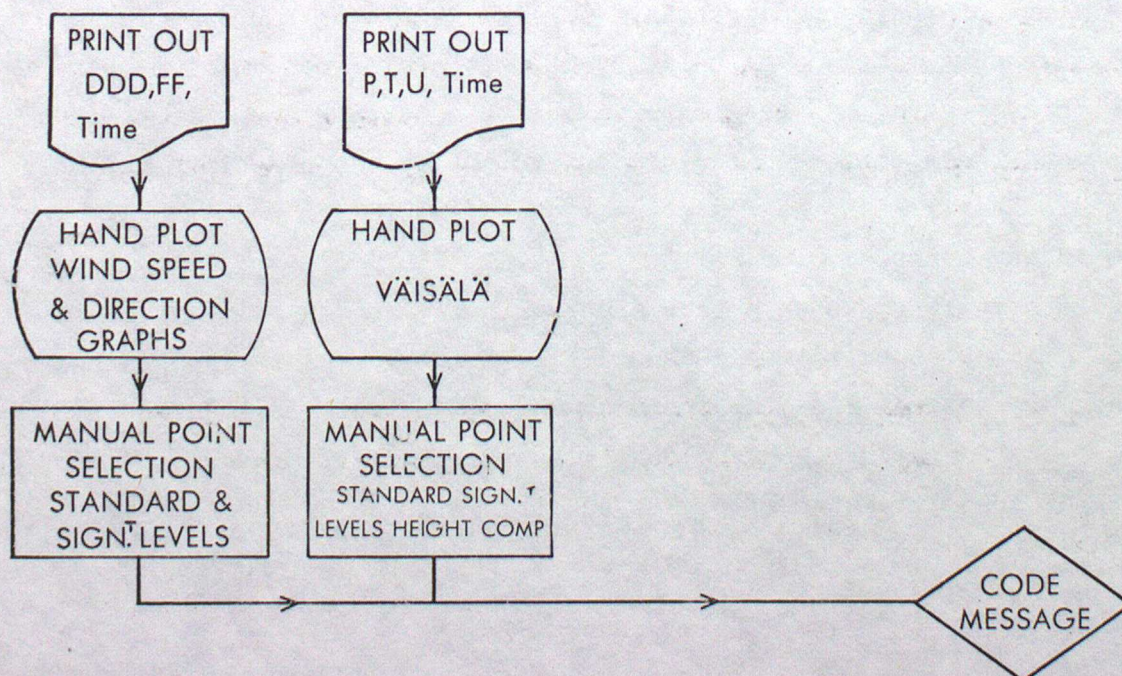 PRINT OUT
DDD,FF,
Time
PRINT OUT
P,T,U, Time
HAND PLOT
WIND SPEED
& DIRECTION
GRAPHS
HAND PLOT
VÄISÄLÄ
MANUAL POINT
SELECTION
STANDARD &
SIGN.T LEVELS
MANUAL POINT
SELECTION
STANDARD SIGN.T
LEVELS HEIGHT COMP
CODE
MESSAGE